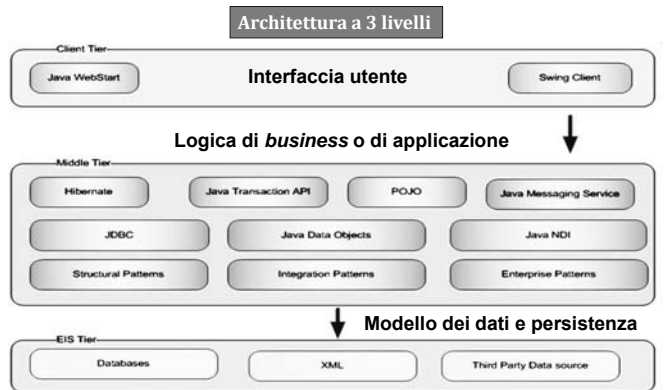 Architettura a 3 livelli
Client Tier
Java WebStart
Interfaccia utente
Swing Client
Logica di business o di applicazione
Middle Tier
Hibernate
Java Transaction API
POJO
Java Messaging Service
JDBC
Java Data Objects
Java NDI
Structural Patterns
Integration Patterns
Enterprise Patterns
Modello dei dati e persistenza
EIS Tier
Databases
XML
Third Party Data source